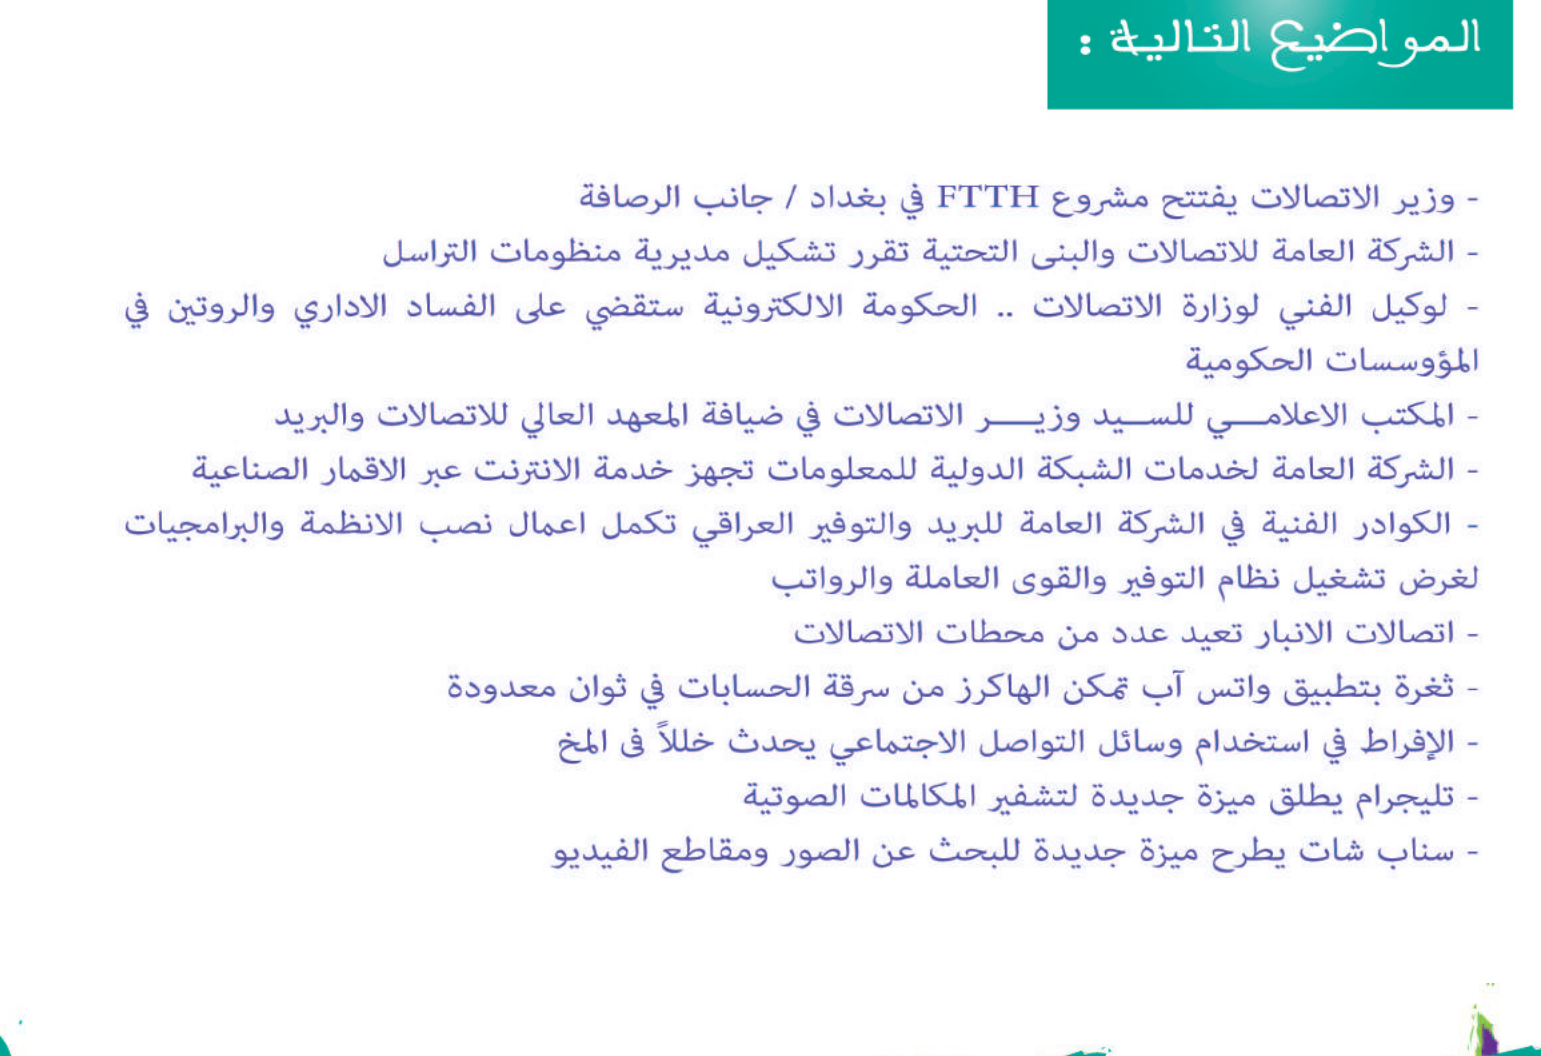 المواضيع التالية :
- وزير الاتصالات يفتتح مشروع FTTH في بغداد / جانب الرصافة
- الشركة العامة للاتصالات والبنى التحتية تقرر تشكيل مديرية منظومات التراسل
- لوكيل الفني لوزارة الاتصالات .. الحكومة الالكترونية ستقضي على الفساد الاداري والروتين في
المؤوسسات الحكومية
- المكتب الاعلامـــي للســـيد وزيـــر الاتصالات في ضيافة المعهد العالي للاتصالات والبريد
- الشركة العامة لخدمات الشبكة الدولية للمعلومات تجهز خدمة الانترنت عبر الاقمار الصناعية
- الكوادر الفنية في الشركة العامة للبريد والتوفير العراقي تكمل اعمال نصب الانظمة والبرامجيات
لغرض تشغيل نظام التوفير والقوى العاملة والرواتب
- اتصالات الانبار تعيد عدد من محطات الاتصالات
- ثغرة بتطبيق واتس آب تمكن الهاكرز من سرقة الحسابات في ثوان معدودة
- الإفراط في استخدام وسائل التواصل الاجتماعي يحدث خللاً فى المخ
- تليجرام يطلق ميزة جديدة لتشفير المكالمات الصوتية
- سناب شات يطرح ميزة جديدة للبحث عن الصور ومقاطع الفيديو